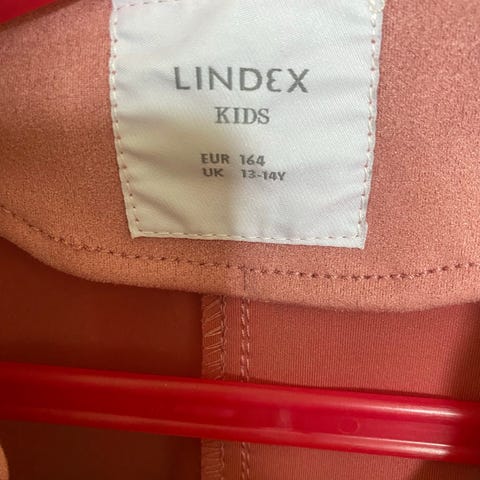 LINDEX
KIDS
EUR 164
UK 13-14Y